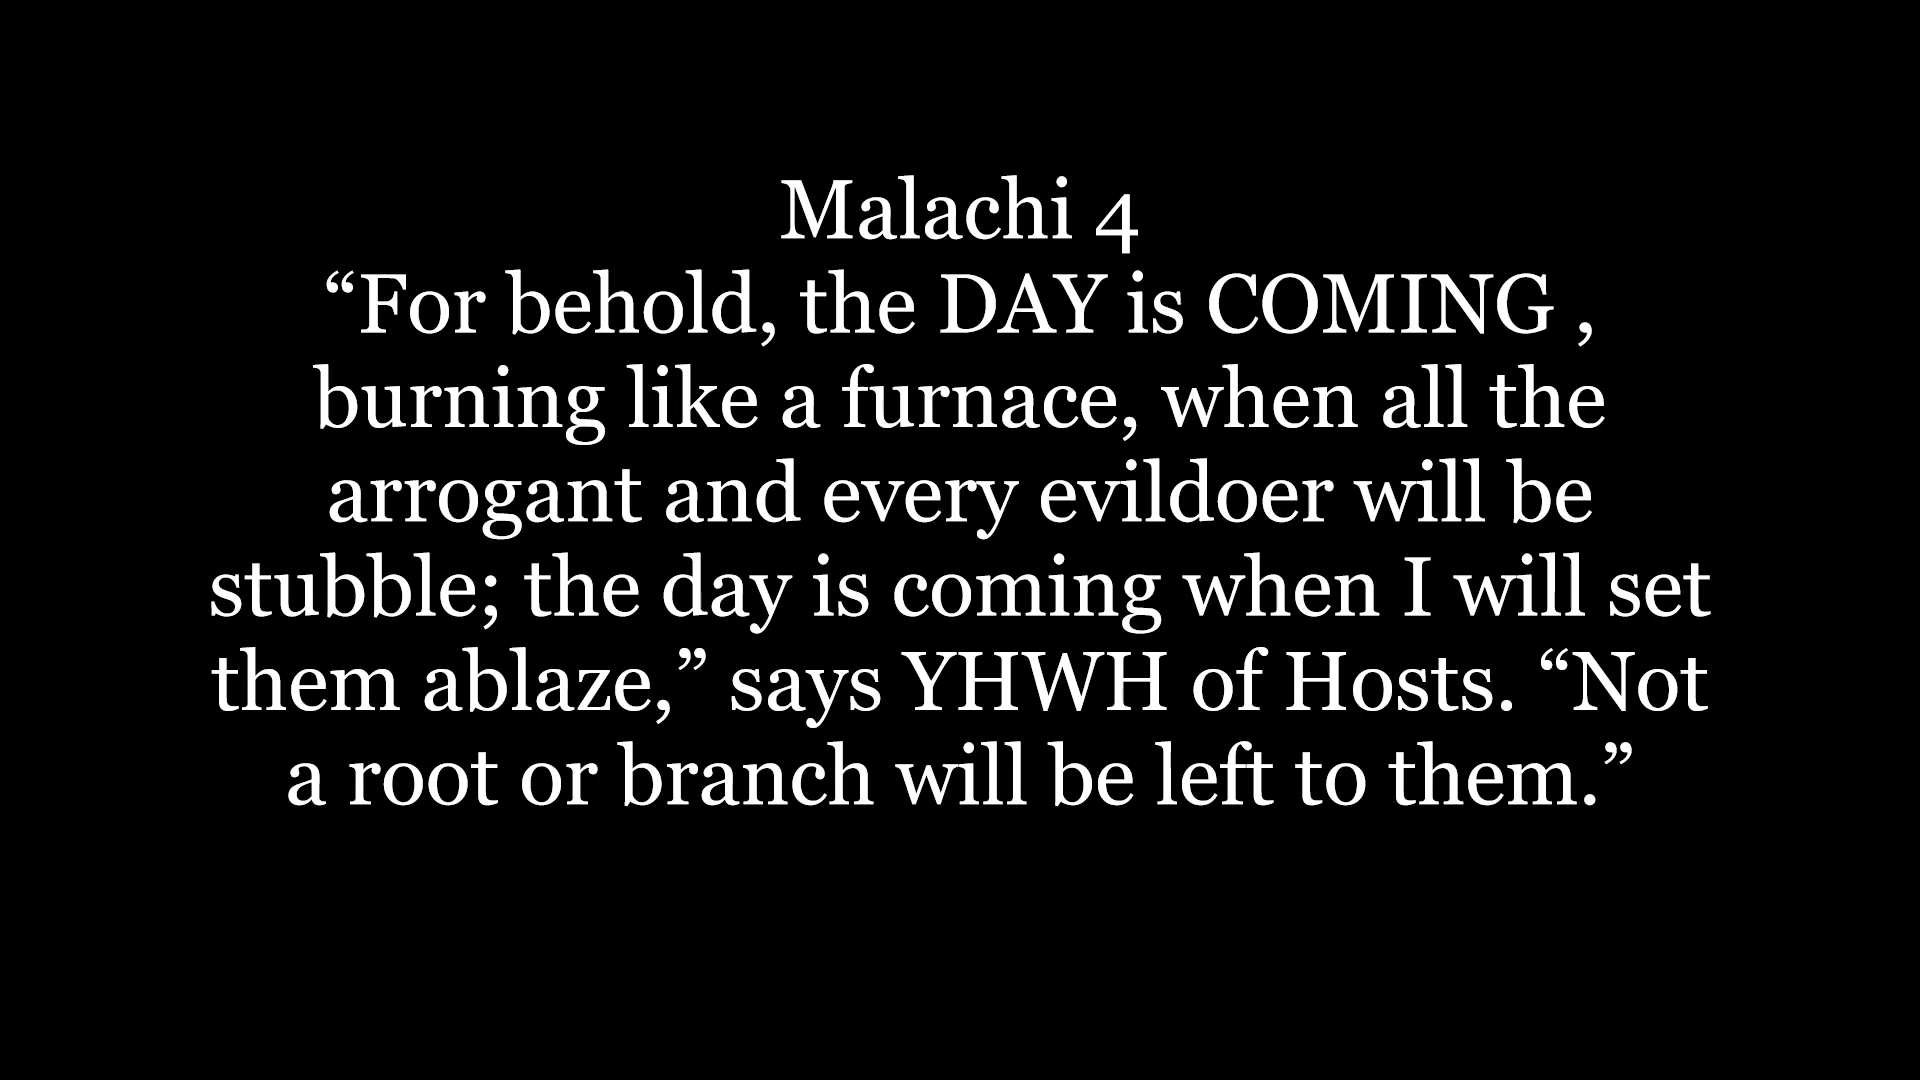 Malachi 4
“For behold, the DAY is COMING ,
burning like a furnace, when all the
arrogant and every evildoer will be
stubble; the day is coming when I will set
them ablaze,” says YHWH of Hosts. “Not
a root or branch will be left to them.”